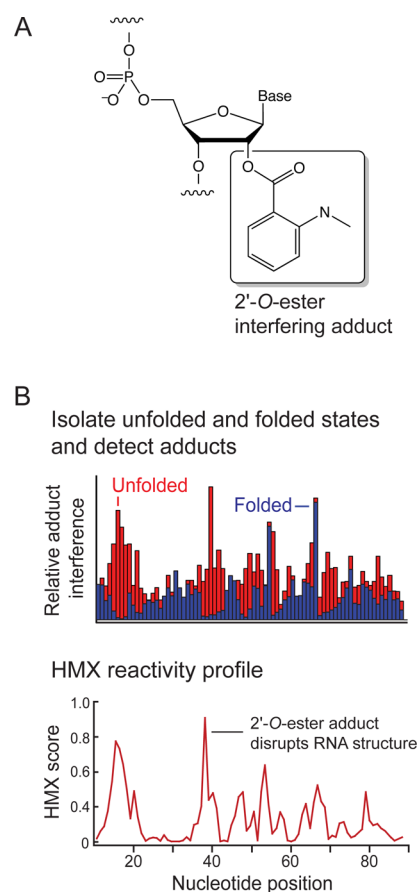 A
O
O=P
⁻O
O
O
Base
O
O
O
N
2'-O-ester
interfering adduct
B
Isolate unfolded and folded states
and detect adducts
Unfolded
Folded
Relative adduct
interference
HMX reactivity profile
1.0
0.8
0.6
0.4
0
HMX score
2'-O-ester adduct
disrupts RNA structure
20
40
60
80
Nucleotide position